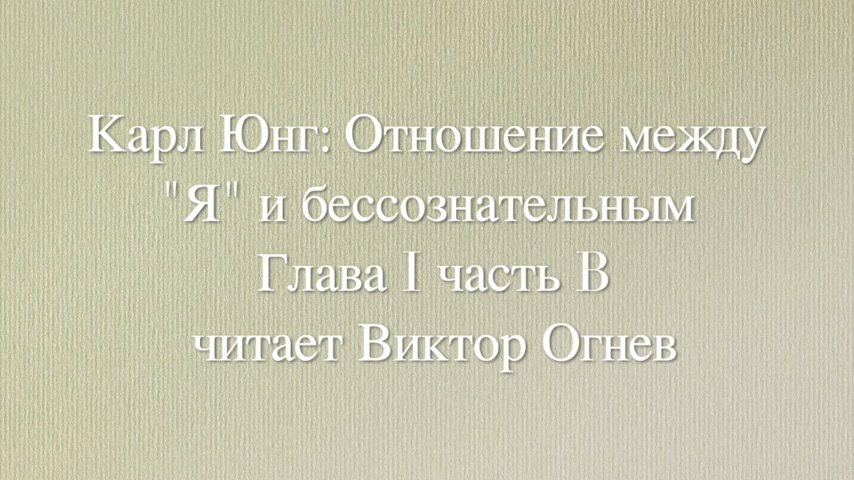 Карл Юнг: Отношение между
"Я" и бессознательным
Глава I часть В
читает Виктор Огнев